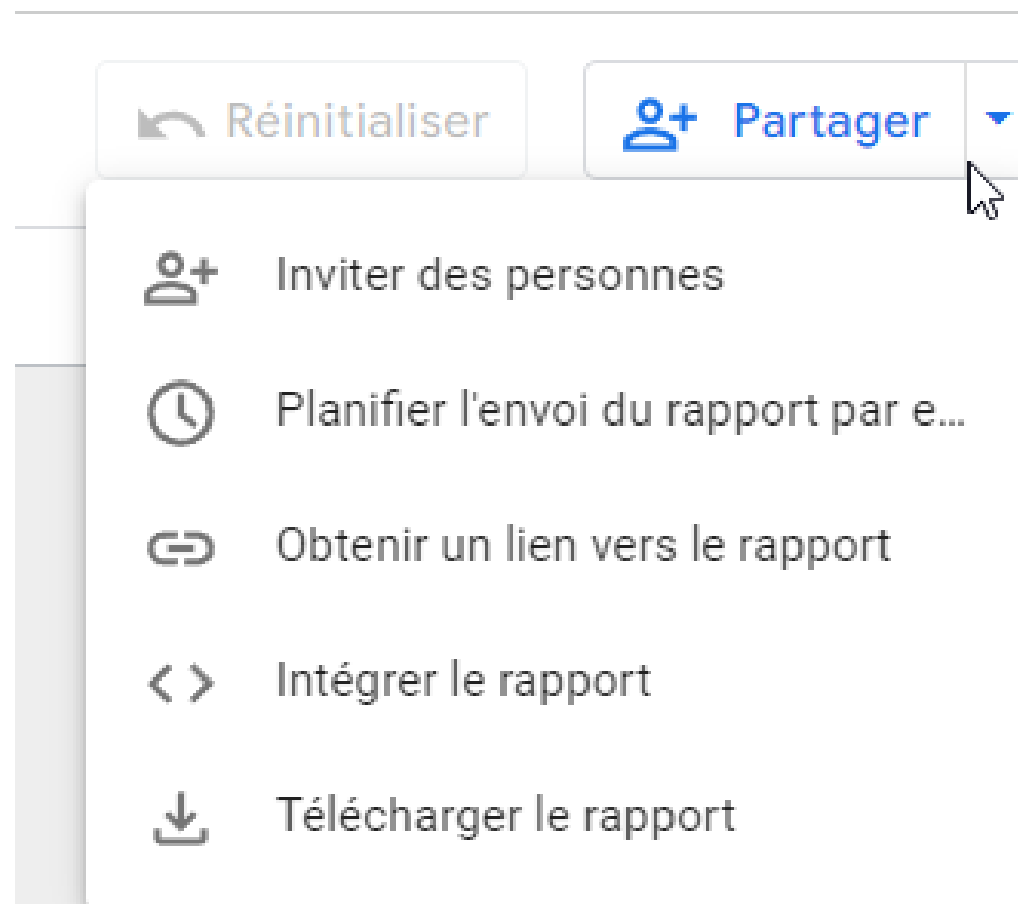 Réinitialiser
Partager
Inviter des personnes
Planifier l'envoi du rapport par e...
Obtenir un lien vers le rapport
Intégrer le rapport
Télécharger le rapport